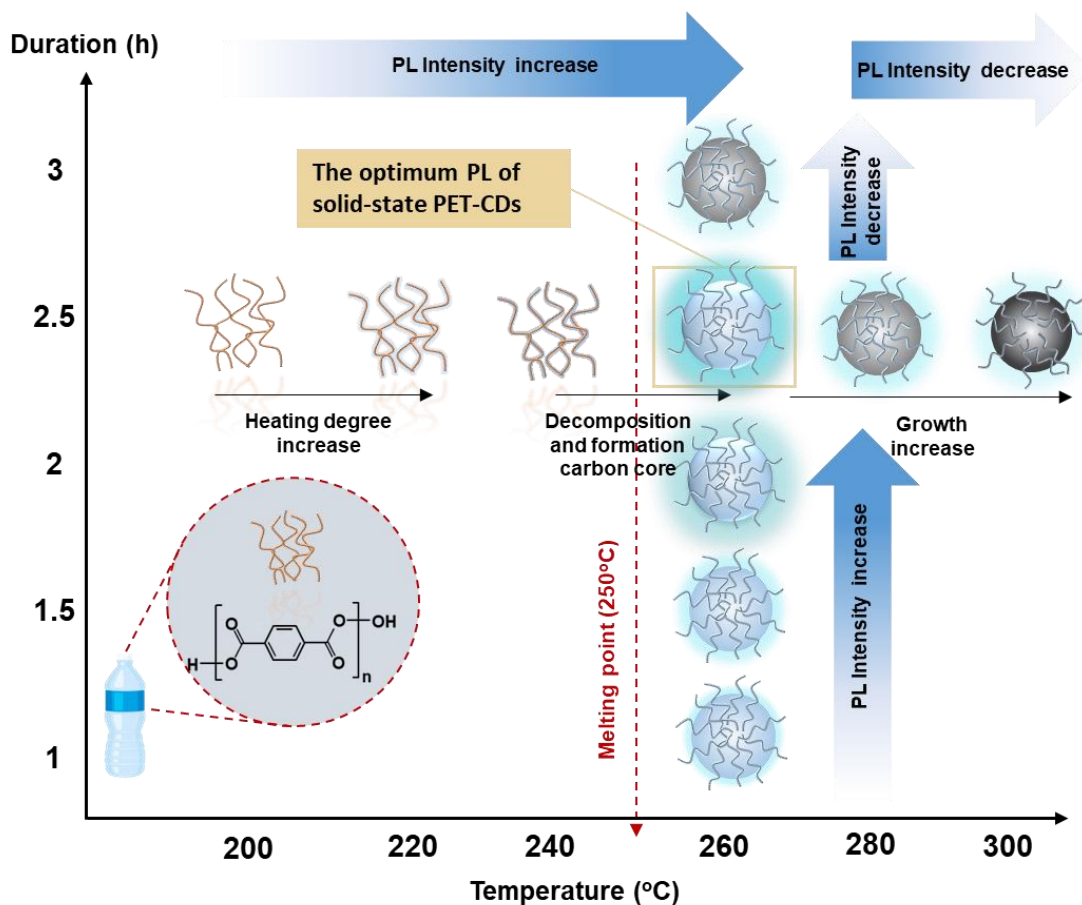 Duration (h)
PL Intensity increase
PL Intensity decrease
3
The optimum PL of
solid-state PET-CDs
PL Intensity
decrease
2.5
Heating degree
increase
Decomposition
and formation
carbon core
Growth
increase
2
Melting point (250°C)
PL Intensity increase
1.5
O
O
OH
H
O
O
n
1
200
220
240
260
280
300
Temperature (°C)